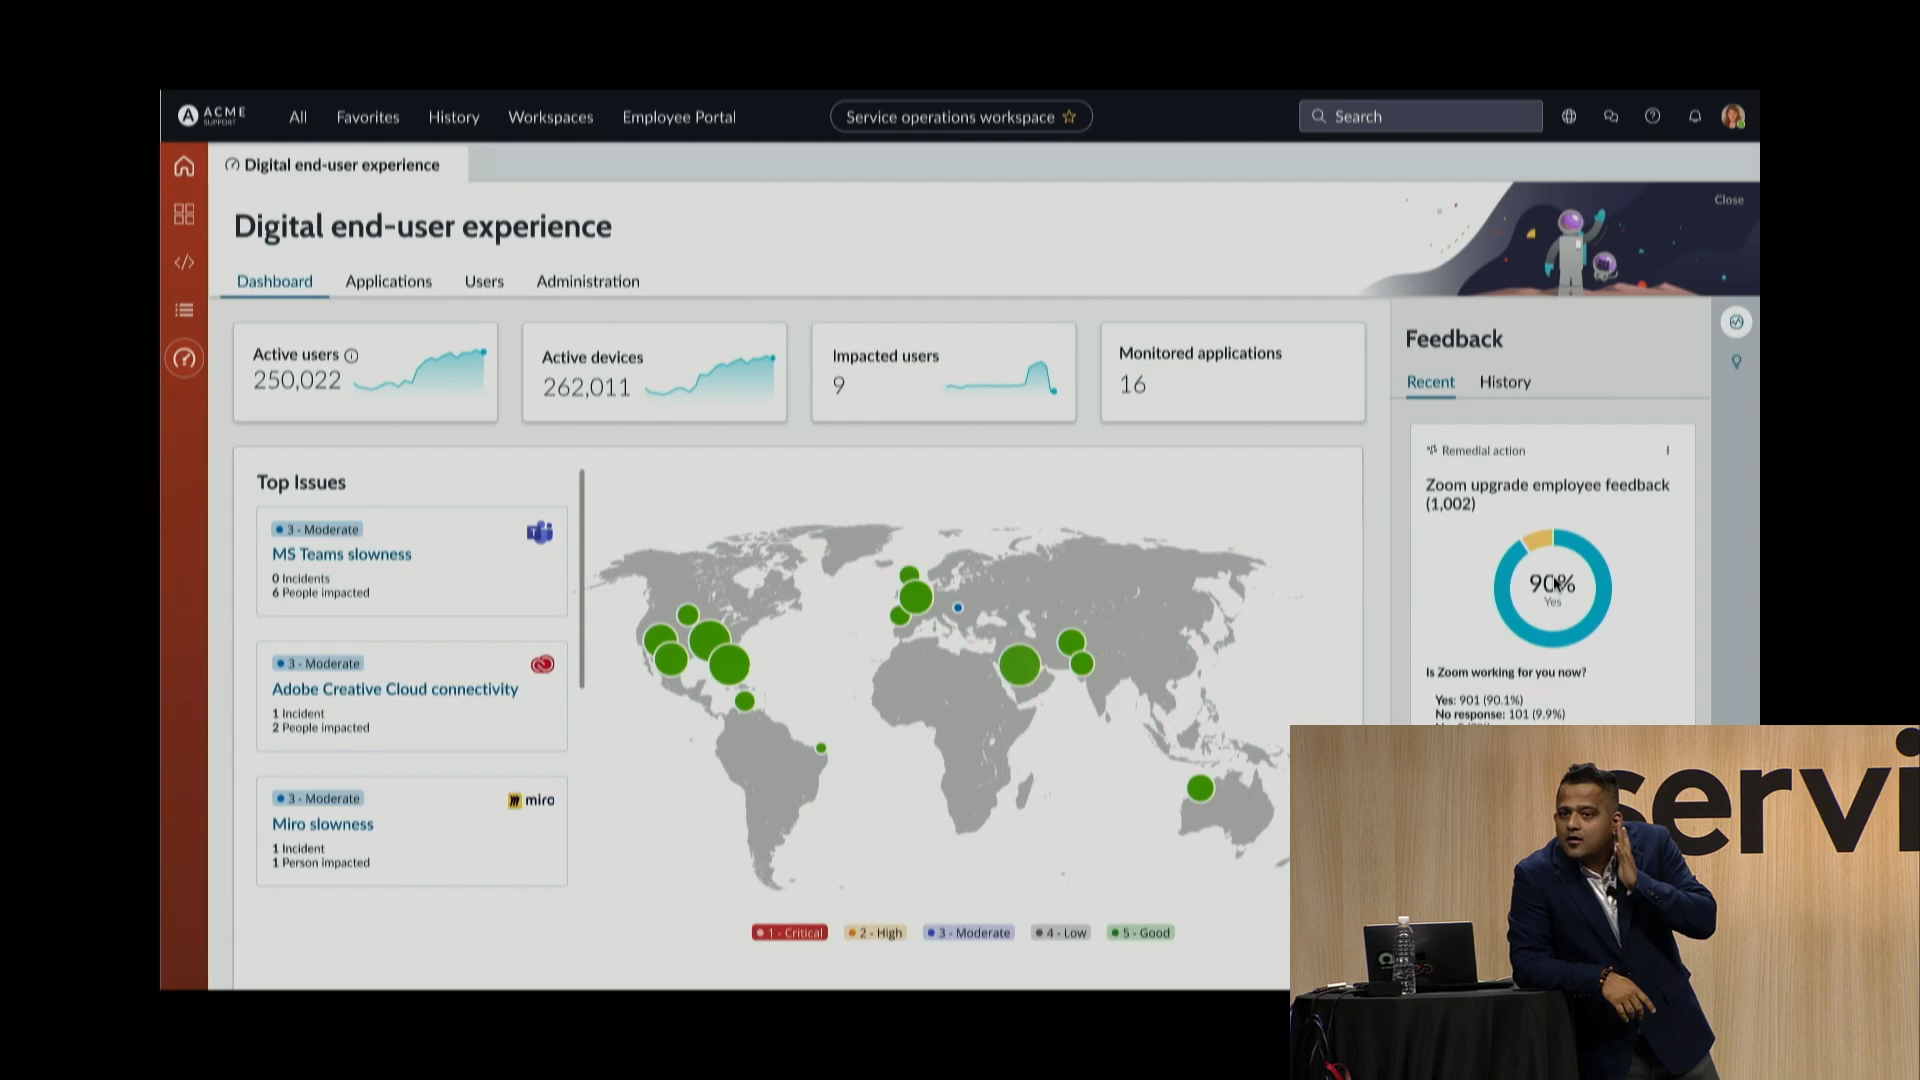 ACME
SUPPORT
All
Favorites
History
Workspaces
Employee Portal
Service operations workspace
Search
Digital end-user experience
Close
Digital end-user experience
Dashboard
Applications
Users
Administration
Active users
250,022
Active devices
262,011
Impacted users
9
Monitored applications
16
Feedback
Recent
History
Remedial action
Zoom upgrade employee feedback
(1,002)
90%
Yes
Is Zoom working for you now?
Yes: 901 (90.1%)
No response: 101 (9.9%)
Top Issues
3 - Moderate
MS Teams slowness
0 Incidents
6 People impacted
3 - Moderate
Adobe Creative Cloud connectivity
1 Incident
2 People impacted
3 - Moderate
miro
Miro slowness
1 Incident
1 Person impacted
1 - Critical
2 - High
3 - Moderate
4 - Low
5 - Good
servi